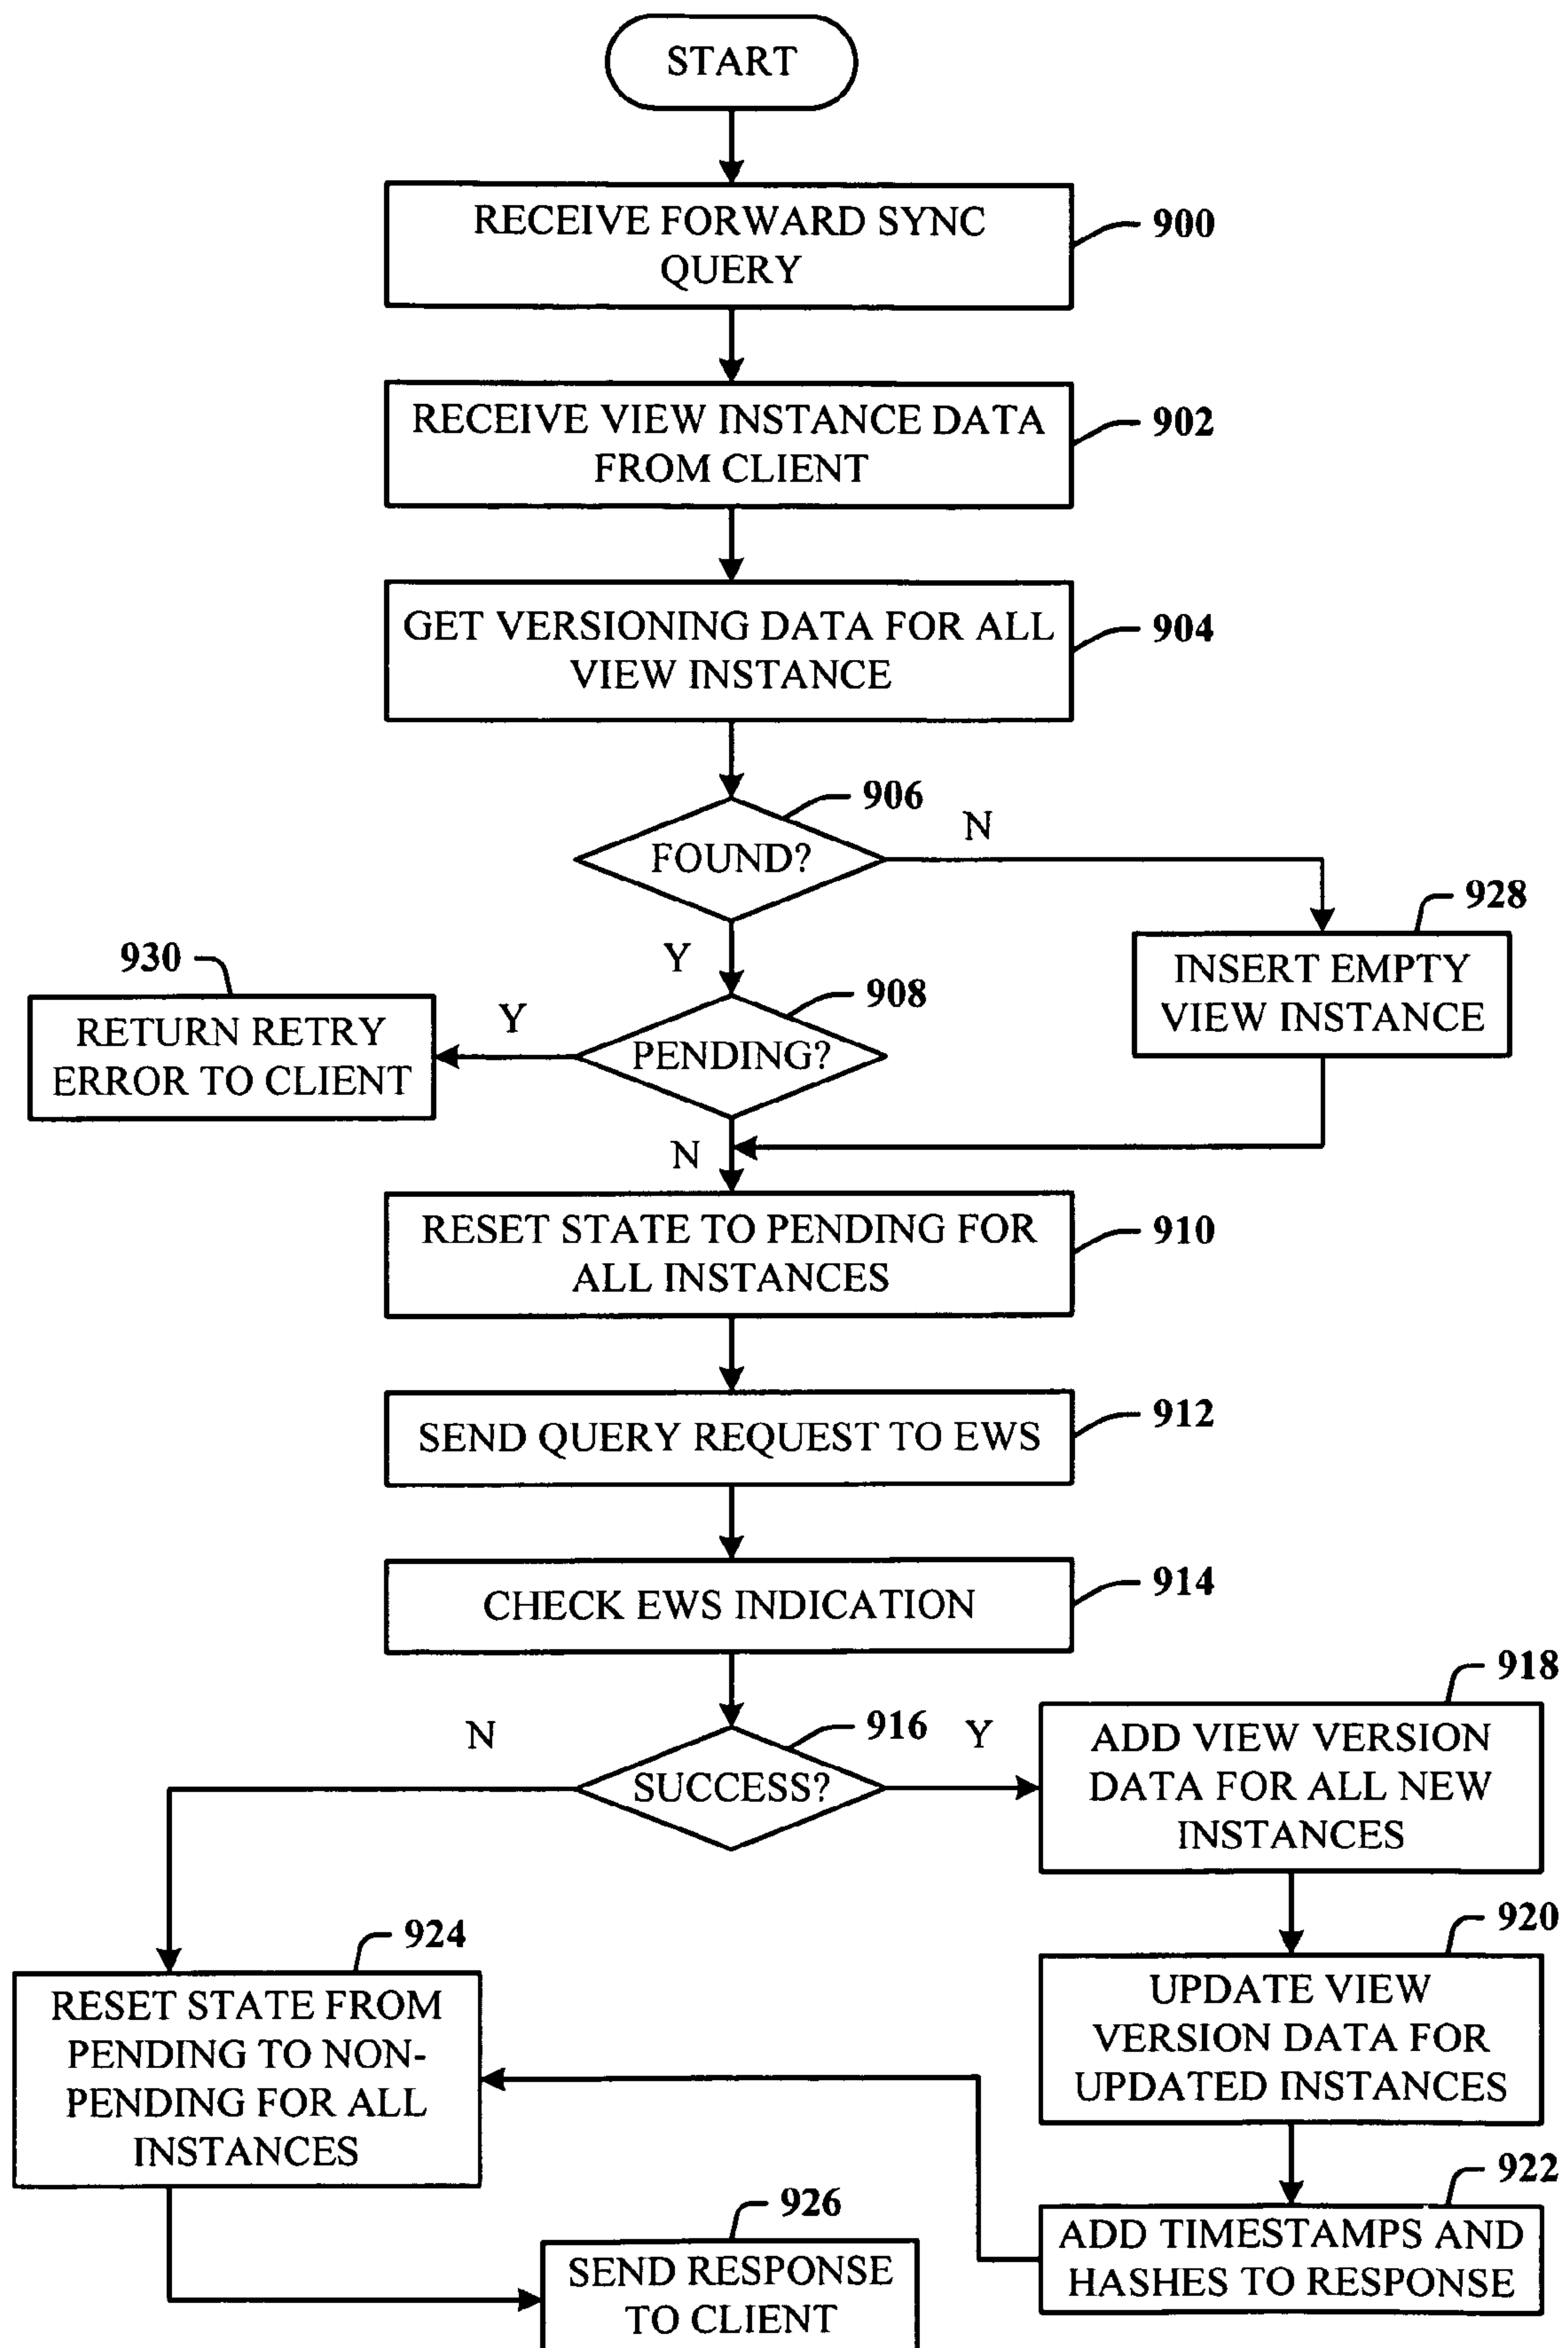 START
RECEIVE FORWARD SYNC
QUERY
900
RECEIVE VIEW INSTANCE DATA
FROM CLIENT
902
GET VERSIONING DATA FOR ALL
VIEW INSTANCE
904
906
FOUND?
N
Y
928
INSERT EMPTY
VIEW INSTANCE
930
RETURN RETRY
ERROR TO CLIENT
Y
908
PENDING?
N
RESET STATE TO PENDING FOR
ALL INSTANCES
910
SEND QUERY REQUEST TO EWS
912
CHECK EWS INDICATION
914
N
916
SUCCESS?
Y
918
ADD VIEW VERSION
DATA FOR ALL NEW
INSTANCES
920
UPDATE VIEW
VERSION DATA FOR
UPDATED INSTANCES
924
RESET STATE FROM
PENDING TO NON-
PENDING FOR ALL
INSTANCES
922
ADD TIMESTAMPS AND
HASHES TO RESPONSE
926
SEND RESPONSE
TO CLIENT